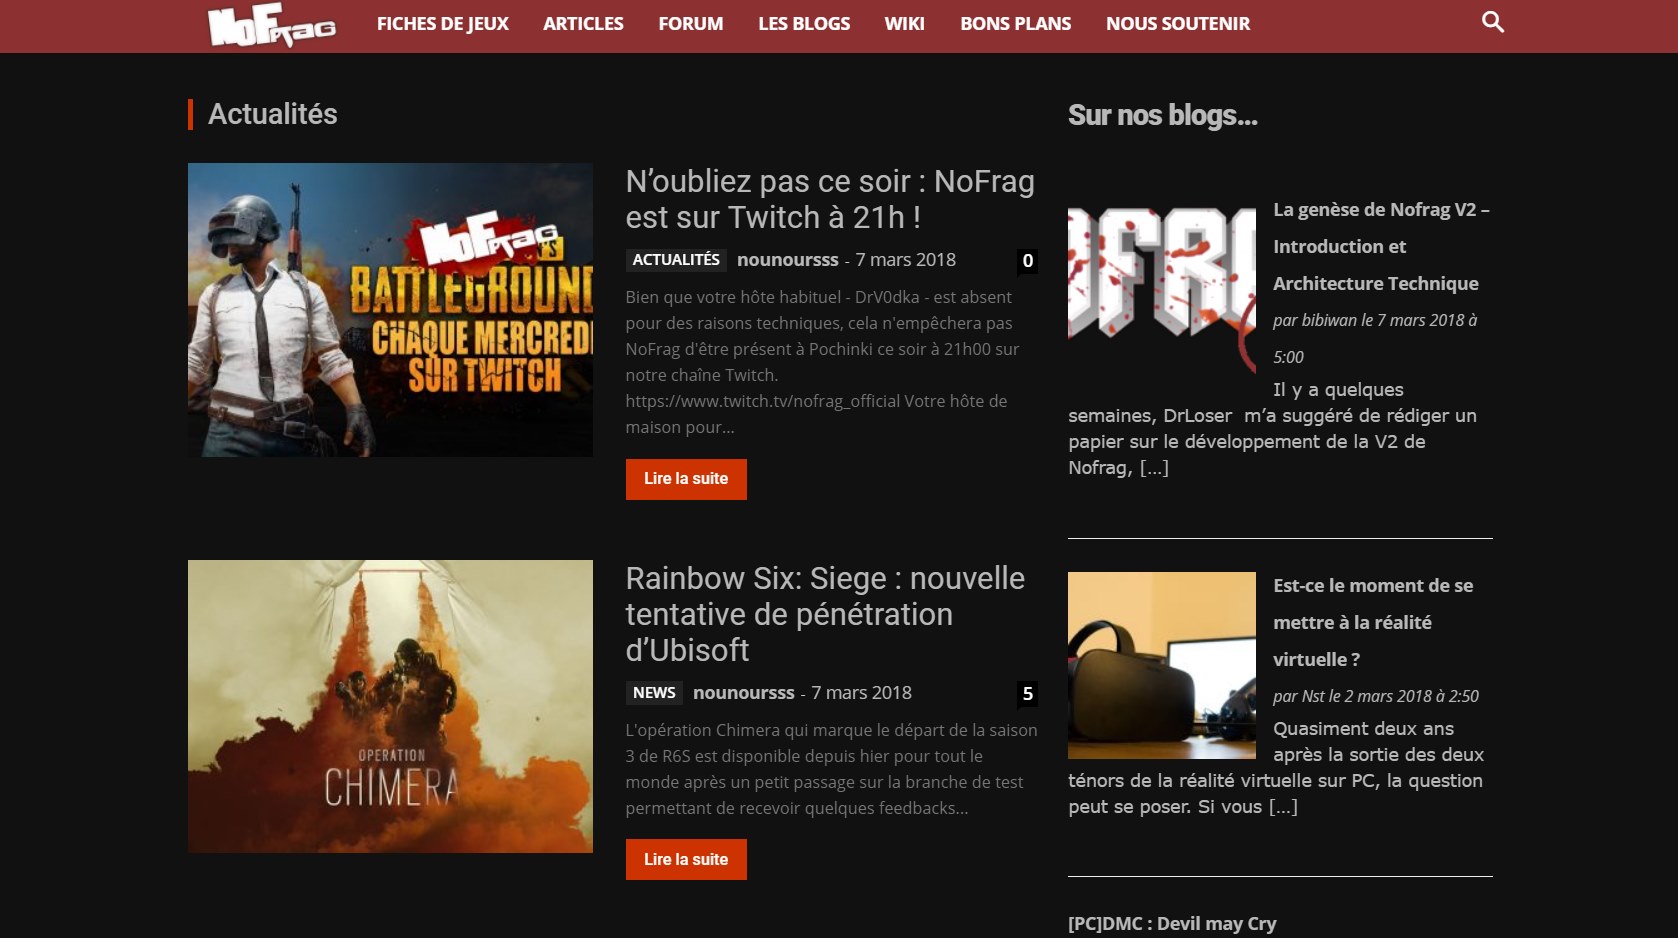 NoFrag
FICHES DE JEUX
ARTICLES
FORUM
LES BLOGS
WIKI
BONS PLANS
NOUS SOUTENIR
Actualités
NoFrag
BATTLEGROUN
CHAQUE MERCREDI
SUR TWITCH
N’oubliez pas ce soir : NoFrag
est sur Twitch à 21h !
ACTUALITÉS nounoursss - 7 mars 2018 0
Bien que votre hôte habituel - DrV0dka - est absent
pour des raisons techniques, cela n'empêchera pas
NoFrag d'être présent à Pochinki ce soir à 21h00 sur
notre chaîne Twitch.
https://www.twitch.tv/nofrag_official Votre hôte de
maison pour...
Lire la suite
OPERATION
CHIMERA
Rainbow Six: Siege : nouvelle
tentative de pénétration
d’Ubisoft
NEWS nounoursss - 7 mars 2018 5
L'opération Chimera qui marque le départ de la saison
3 de R6S est disponible depuis hier pour tout le
monde après un petit passage sur la branche de test
permettant de recevoir quelques feedbacks...
Lire la suite
Sur nos blogs...
La genèse de Nofrag V2 –
Introduction et
Architecture Technique
par bibiwan le 7 mars 2018 à
5:00
Il y a quelques
semaines, DrLoser m’a suggéré de rédiger un
papier sur le développement de la V2 de
Nofrag, [...]
Est-ce le moment de se
mettre à la réalité
virtuelle ?
par Nst le 2 mars 2018 à 2:50
Quasiment deux ans
après la sortie des deux
ténors de la réalité virtuelle sur PC, la question
peut se poser. Si vous [...]
[PC]DMC : Devil may Cry